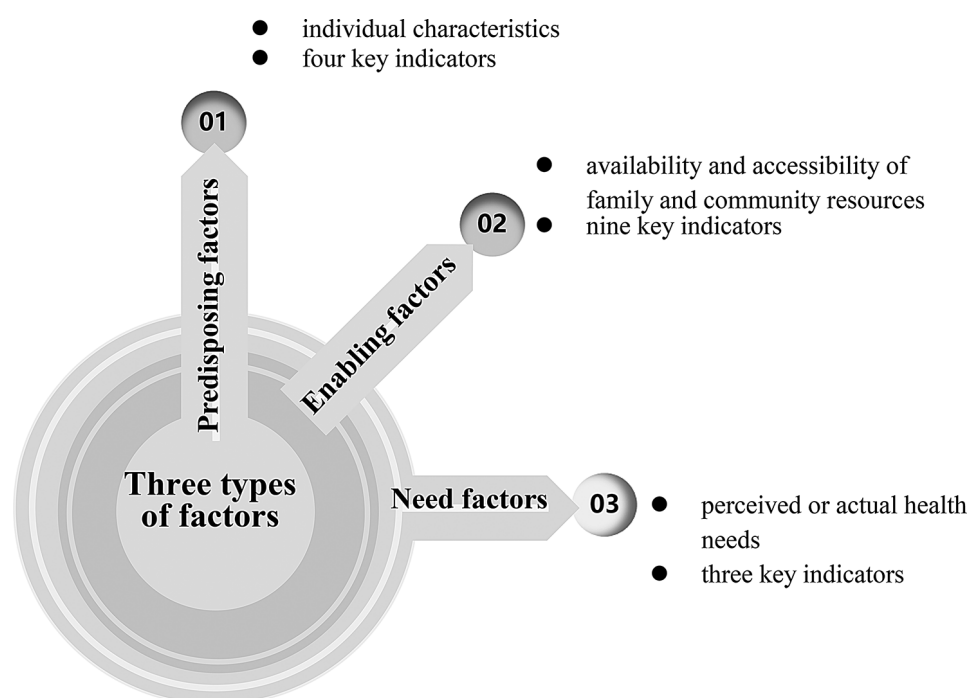 ● individual characteristics
● four key indicators
01
Predisposing factors
● availability and accessibility of
family and community resources
● nine key indicators
02
Enabling factors
Three types
of factors
Need factors
03
● perceived or actual health
needs
● three key indicators